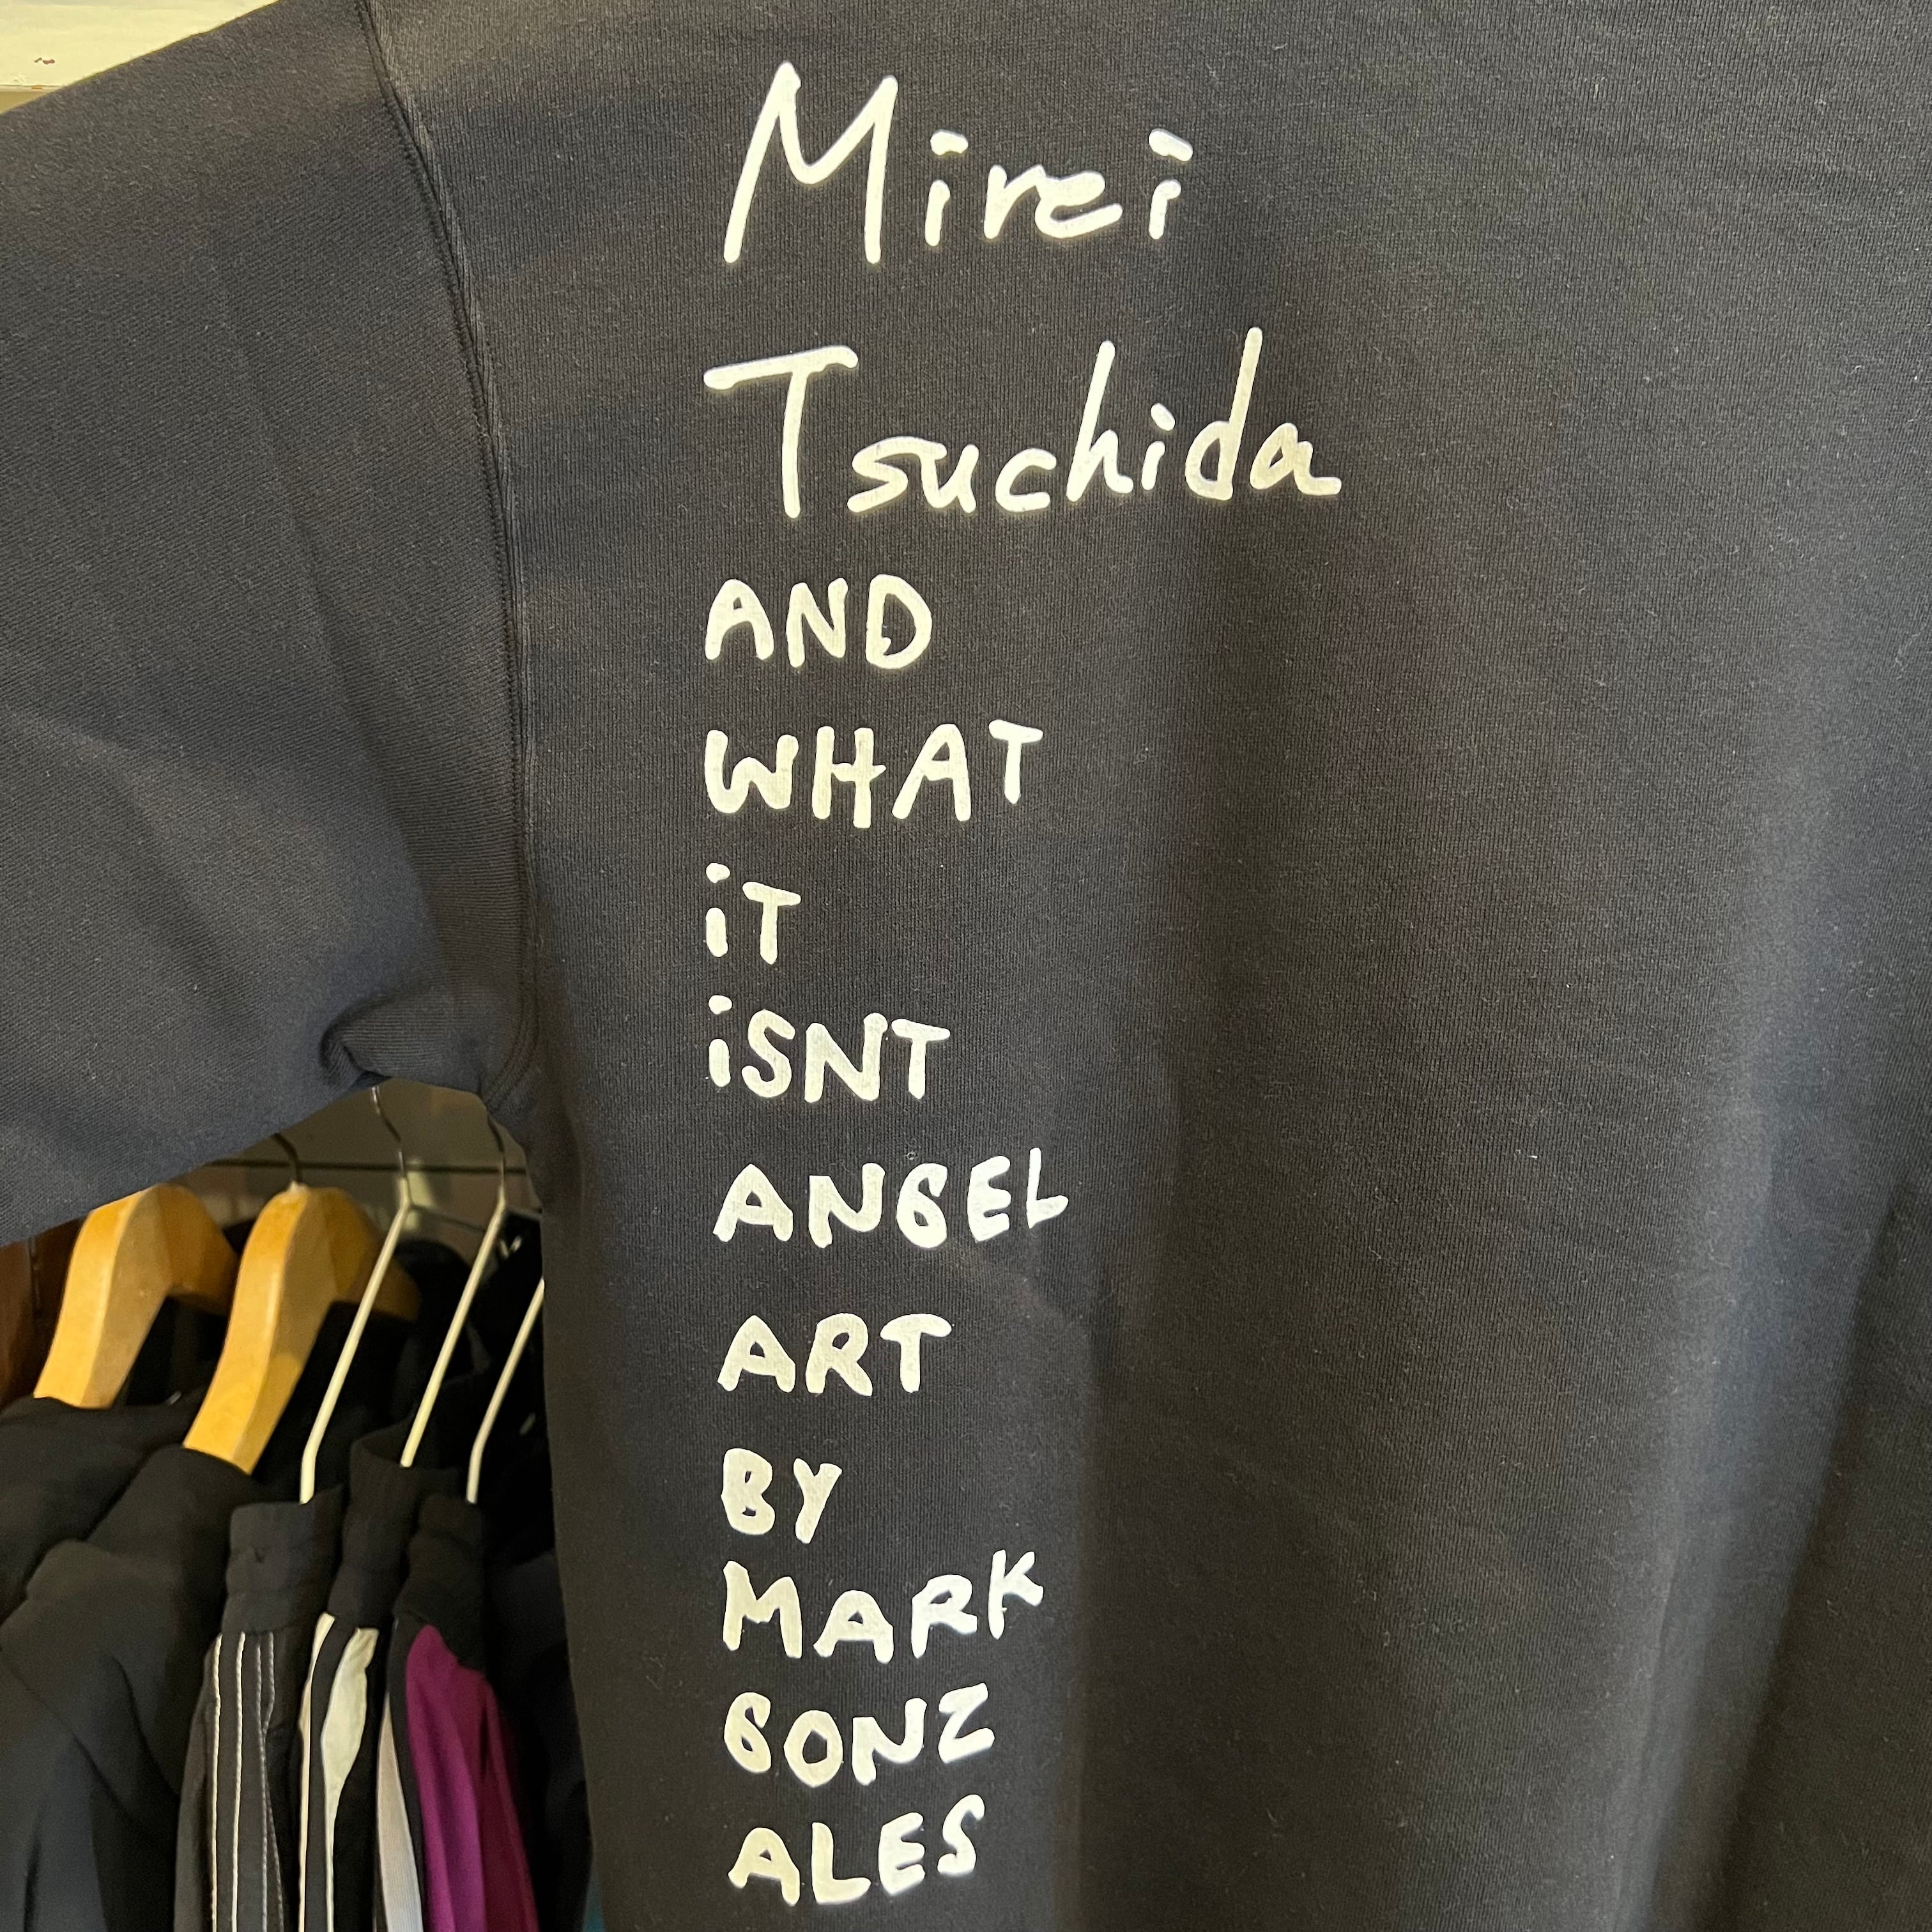 Mirei
Tsuchida
AND
WHAT
iT
iSNT
ANGEL
ART
BY
MARK
GONZ
ALES